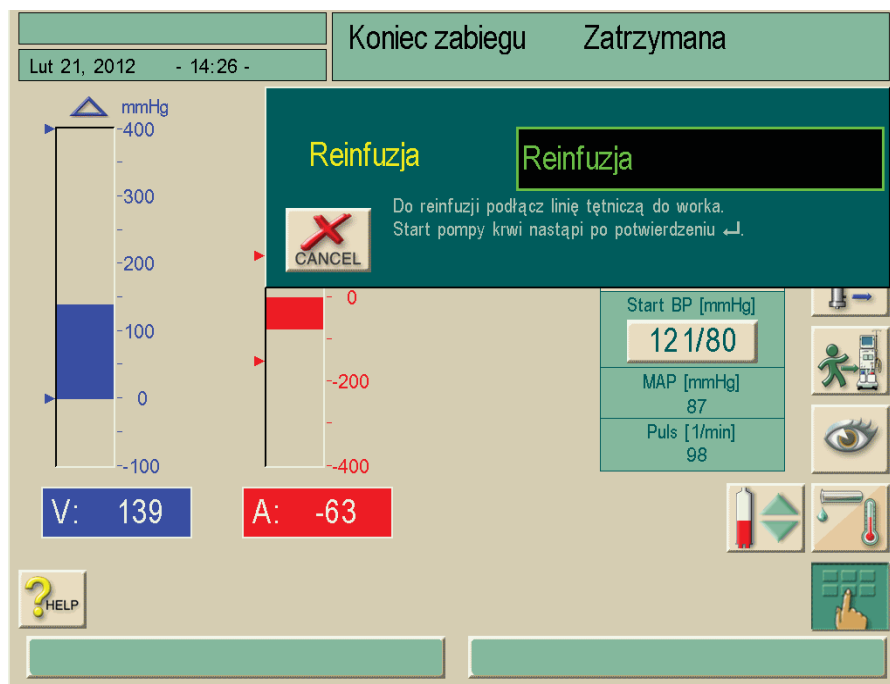 Koniec zabiegu Zatrzymana
Lut 21, 2012 - 14:26 -
mmHg
400
300
200
100
0
-100
V: 139
Reinfuzja
Reinfuzja
Do reinfuzji podłącz linię tętniczą do worka.
Start pompy krwi nastąpi po potwierdzeniu ↵.
CANCEL
0
-200
-400
A: -63
Start BP [mmHg]
121/80
MAP [mmHg]
87
Puls [1/min]
98
HELP